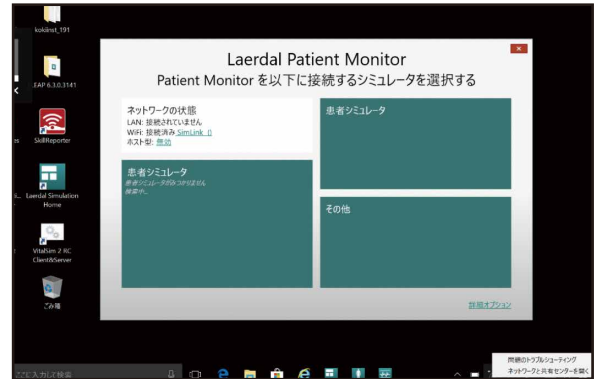 kokiinst_191
LEAP 6.3.0.3141
SkillReporter
Laerdal Simulation
Home
VitalSim 2 RC
Client&Server
ごみ箱
Laerdal Patient Monitor
Patient Monitor を以下に接続するシミュレータを選択する
ネットワークの状態
LAN: 接続されていません
WiFi: 接続済み SimLink ()
ホスト型: 無効
患者シミュレータ
患者シミュレータがみつかりません
検索中...
患者シミュレータ
その他
詳細オプション
問題のトラブルシューティング
ネットワークと共有センターを開く
ここに入力して検索